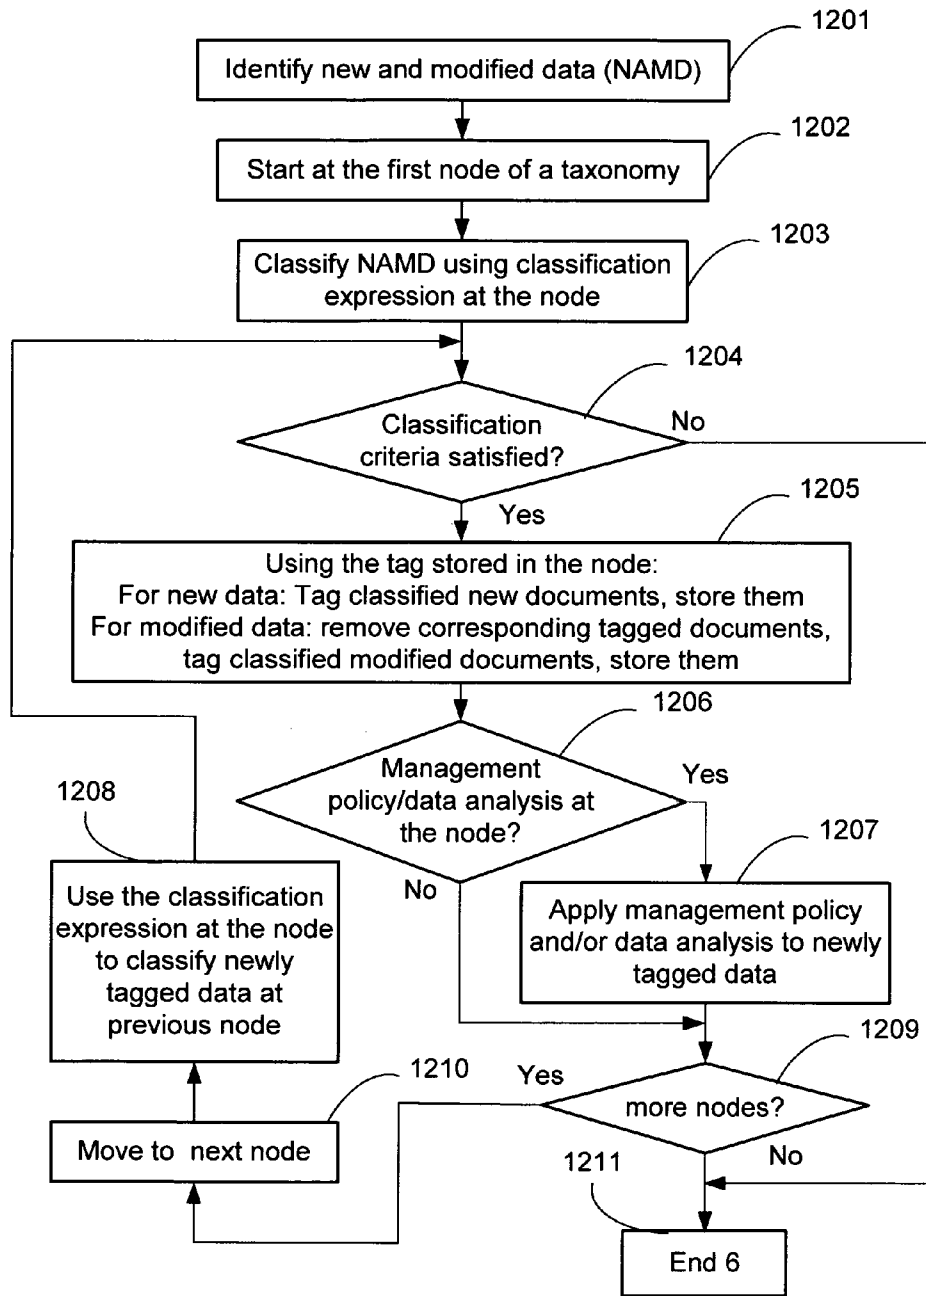 1201
Identify new and modified data (NAMD)
1202
Start at the first node of a taxonomy
1203
Classify NAMD using classification
expression at the node
1204
Classification
criteria satisfied?
No
Yes
1205
Using the tag stored in the node:
For new data: Tag classified new documents, store them
For modified data: remove corresponding tagged documents,
tag classified modified documents, store them
1206
Management
policy/data analysis at
the node?
Yes
No
1207
Apply management policy
and/or data analysis to newly
tagged data
1208
Use the classification
expression at the node
to classify newly
tagged data at
previous node
1209
more nodes?
Yes
No
1210
Move to next node
1211
End 6